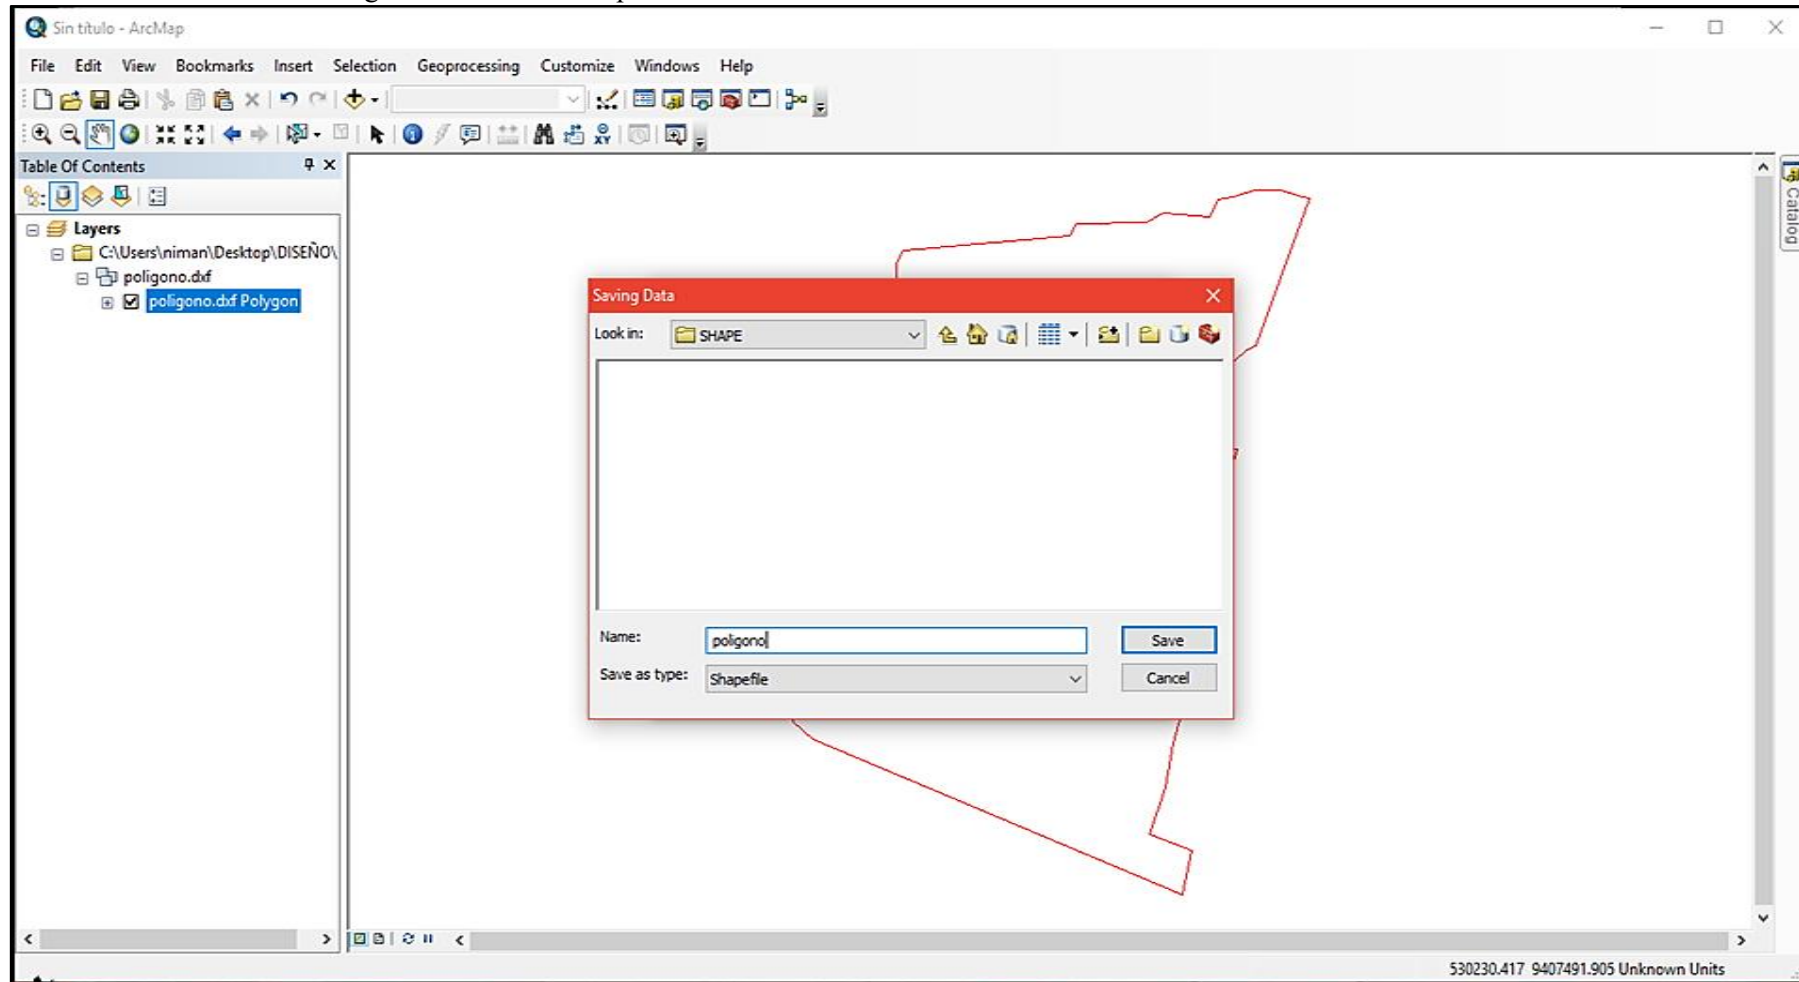 Sin título - ArcMap
File Edit View Bookmarks Insert Selection Geoprocessing Customize Windows Help
Table Of Contents
Layers
C:\Users\niman\Desktop\DISEÑO\
poligono.dxf
poligono.dxf Polygon
Saving Data
Look in: SHAPE
Name: poligono
Save
Save as type: Shapefile
Cancel
Catalog
530230.417 9407491.905 Unknown Units